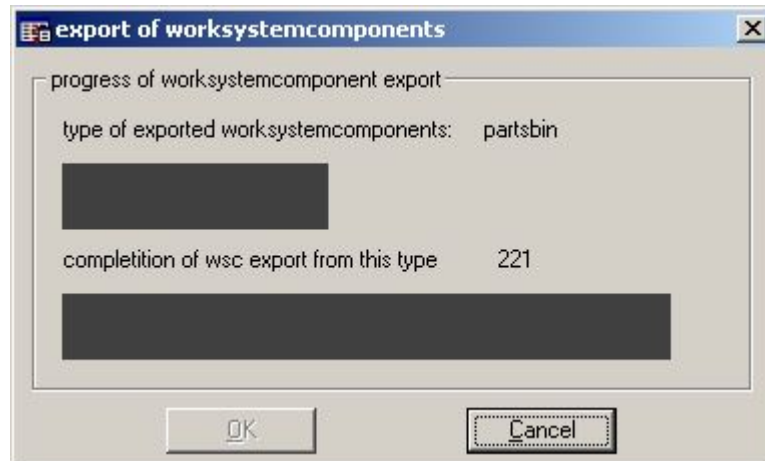 export of worksystemcomponents
progress of worksystemcomponent export
type of exported worksystemcomponents: partsbin
completition of wsc export from this type 221
OK Cancel